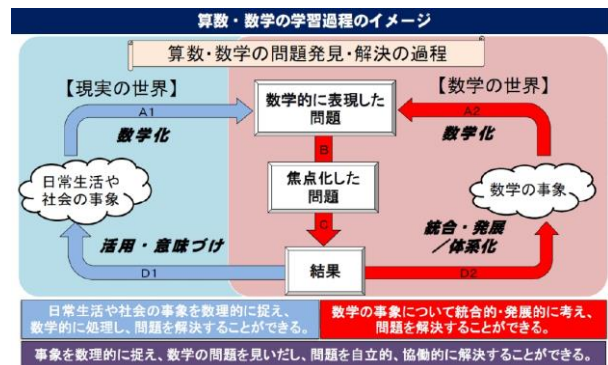 算数・数学の学習過程のイメージ
算数・数学の問題発見・解決の過程
【現実の世界】
【数学の世界】
A1
数学的に表現した
問題
A2
数学化
数学化
B
日常生活や
社会の事象
焦点化した
問題
数学の事象
C
活用・意味づけ
統合・発展
/体系化
D1
結果
D2
日常生活や社会の事象を数理的に捉え、
数学的に処理し、問題を解決することができる。
数学の事象について統合的・発展的に考え、
問題を解決することができる。
事象を数理的に捉え、数学の問題を見いだし、問題を自立的、協働的に解決することができる。